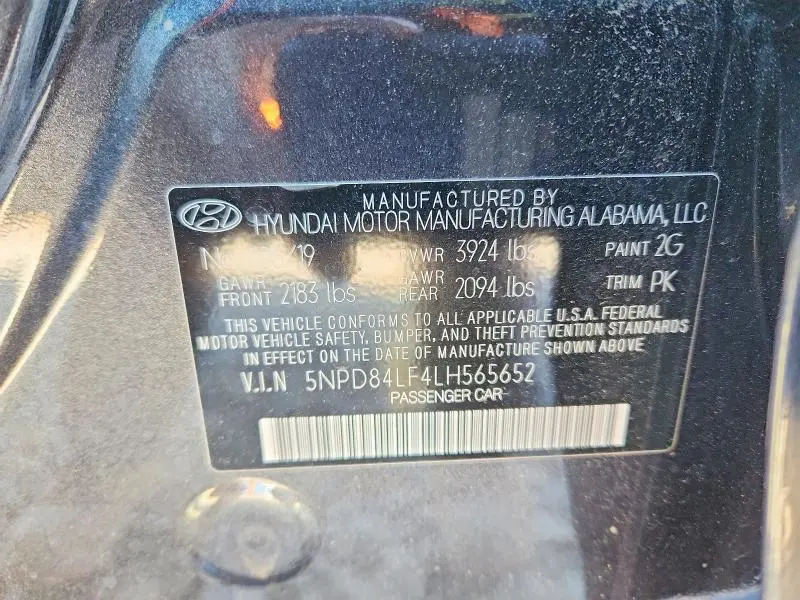 MANUFACTURED BY
HYUNDAI MOTOR MANUFACTURING ALABAMA, LLC
/19 GVWR 3924 lbs PAINT 2G
GAWR FRONT 2183 lbs GAWR REAR 2094 lbs TRIM PK
THIS VEHICLE CONFORMS TO ALL APPLICABLE U.S.A. FEDERAL
MOTOR VEHICLE SAFETY, BUMPER, AND THEFT PREVENTION STANDARDS
IN EFFECT ON THE DATE OF MANUFACTURE SHOWN ABOVE
V.I.N 5NPD84LF4LH565652
PASSENGER CAR